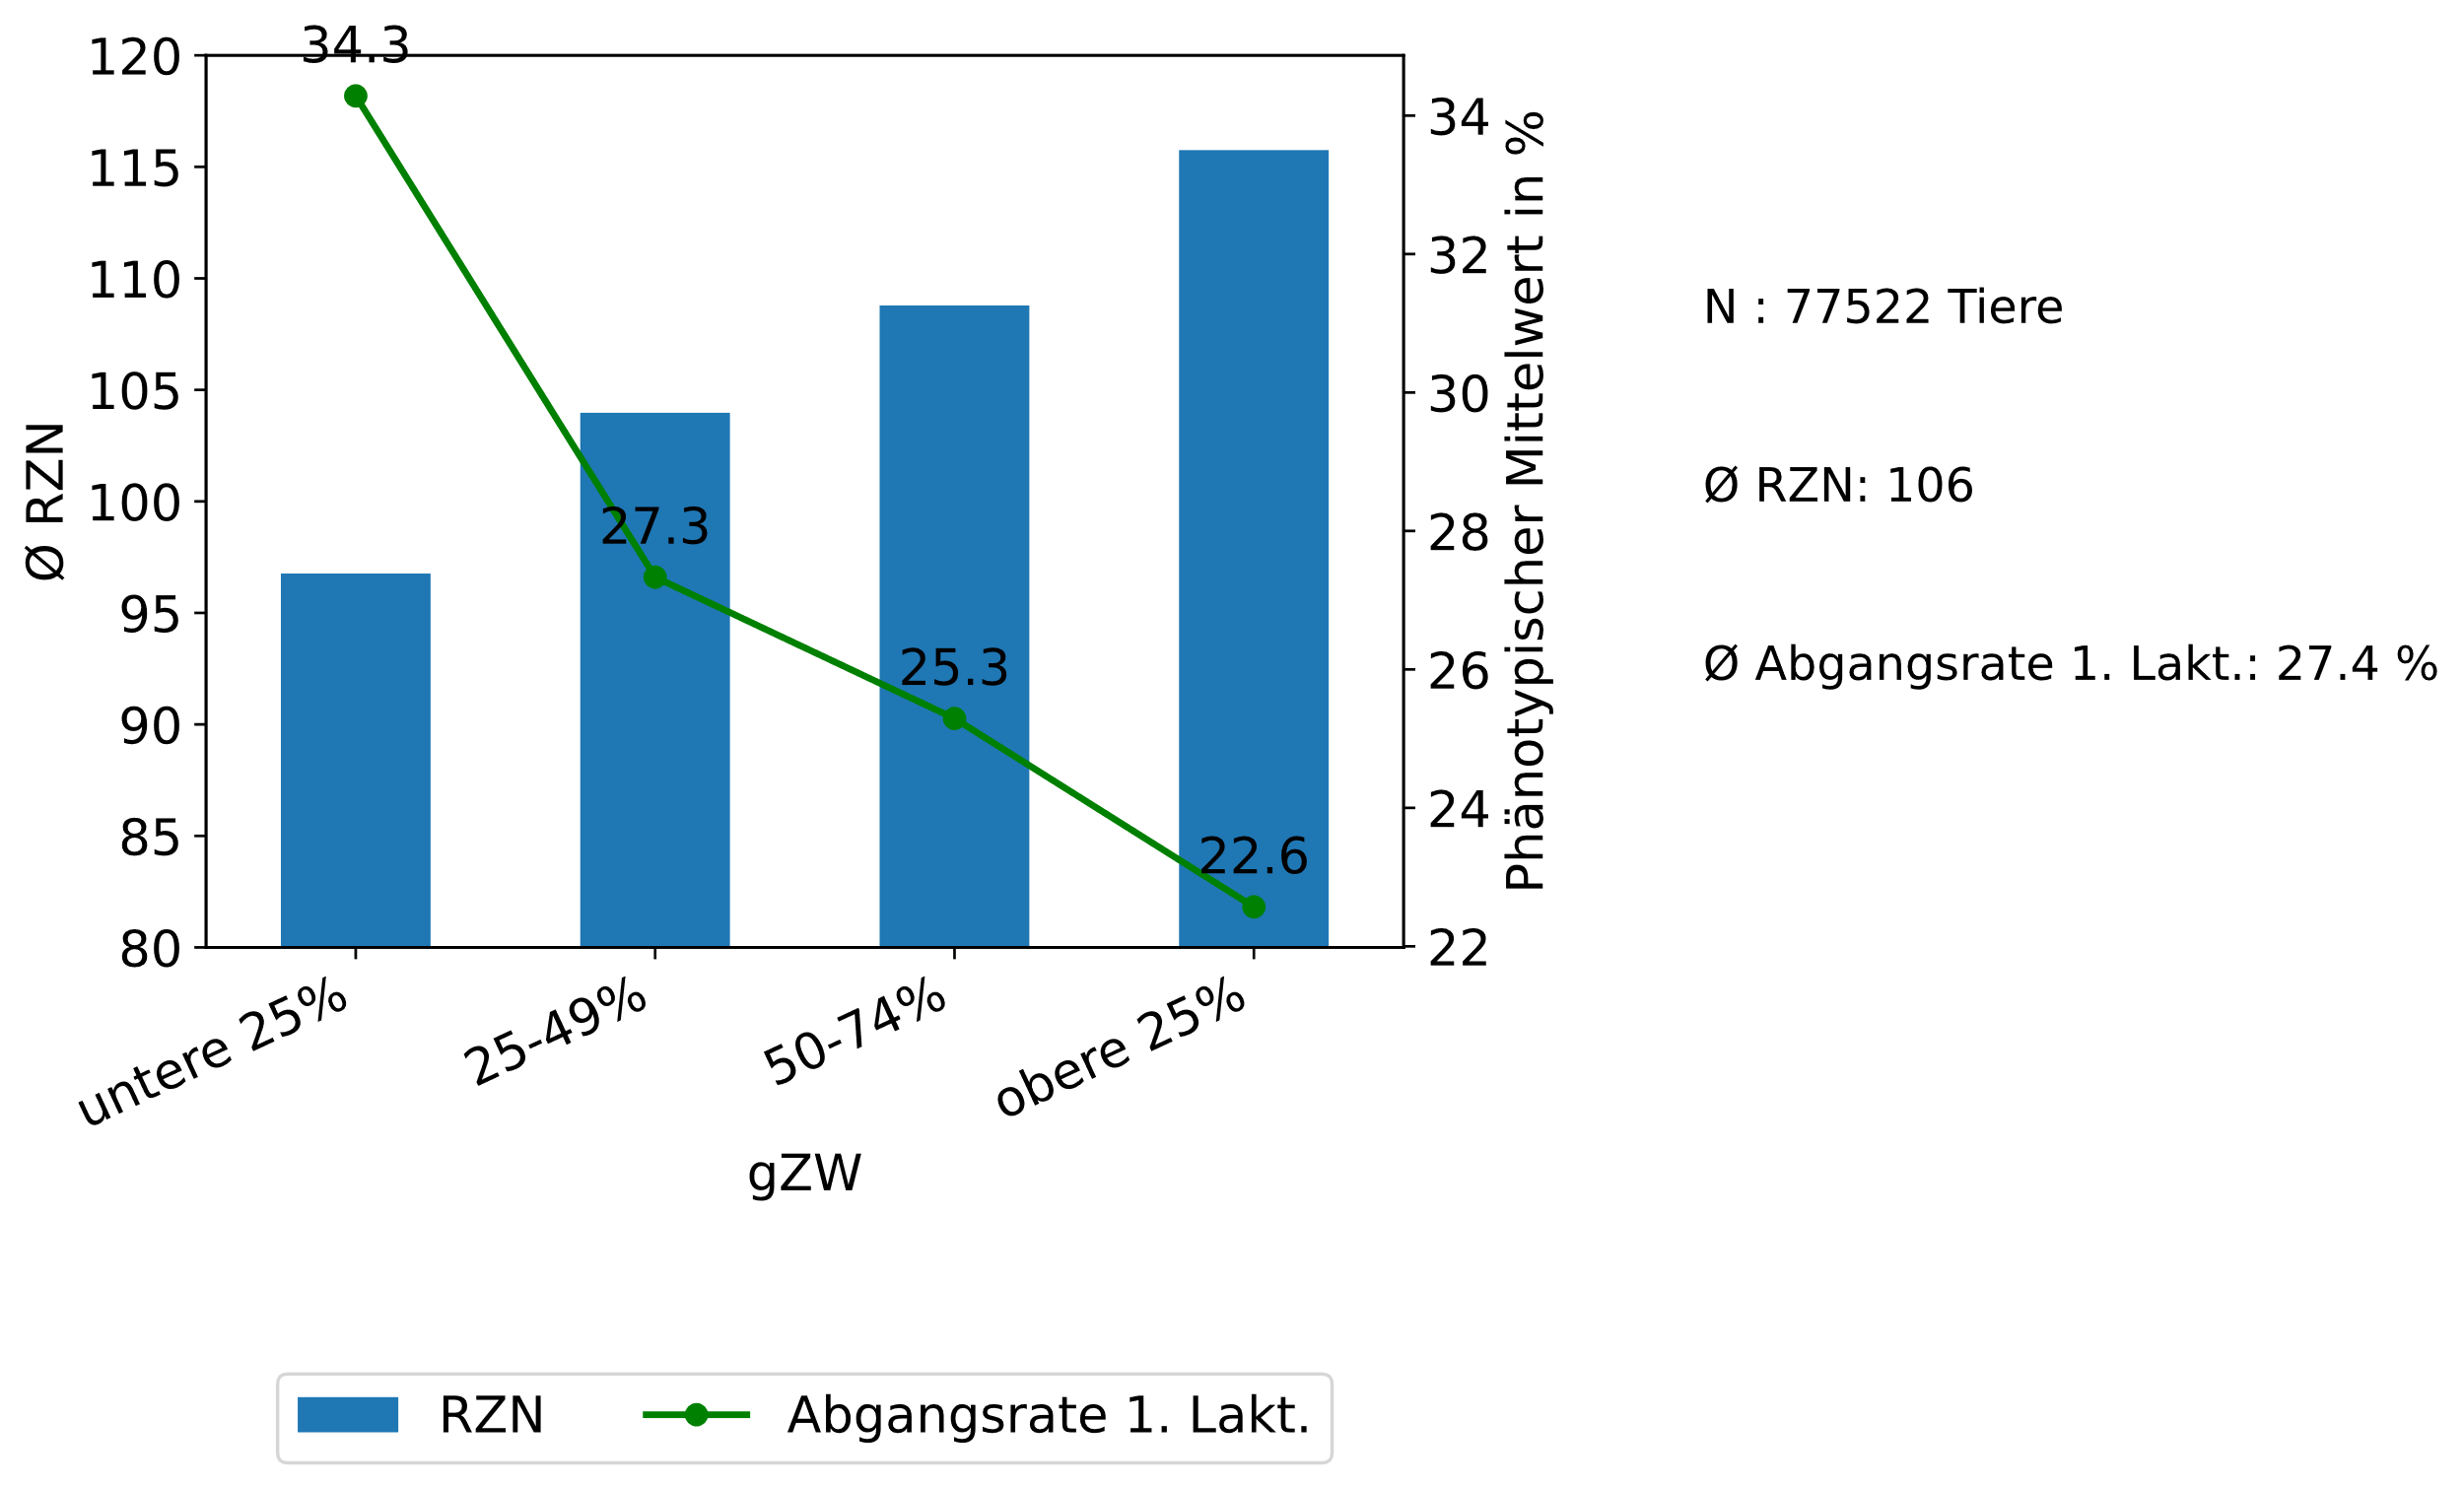 34.3
120
115
110
105
100
95
90
85
80
Ø RZN
27.3
25.3
22.6
34
32
30
28
26
24
22
Phänotypischer Mittelwert in %
untere 25%
25-49%
50-74%
obere 25%
gZW
N : 77522 Tiere
Ø RZN: 106
Ø Abgangsrate 1. Lakt.: 27.4 %
RZN
Abgangsrate 1. Lakt.